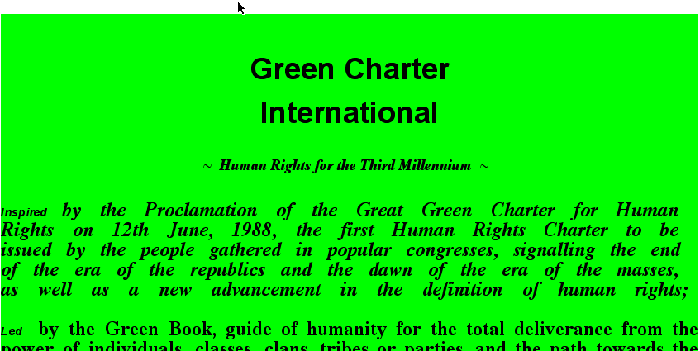 Green Charter
International
~ Human Rights for the Third Millennium ~
Inspired by the Proclamation of the Great Green Charter for Human
Rights on 12th June, 1988, the first Human Rights Charter to be
issued by the people gathered in popular congresses, signalling the end
of the era of the republics and the dawn of the era of the masses,
as well as a new advancement in the definition of human rights;
Led by the Green Book, guide of humanity for the total deliverance from the
power of individuals, classes, clans, tribes or parties, and the path towards the